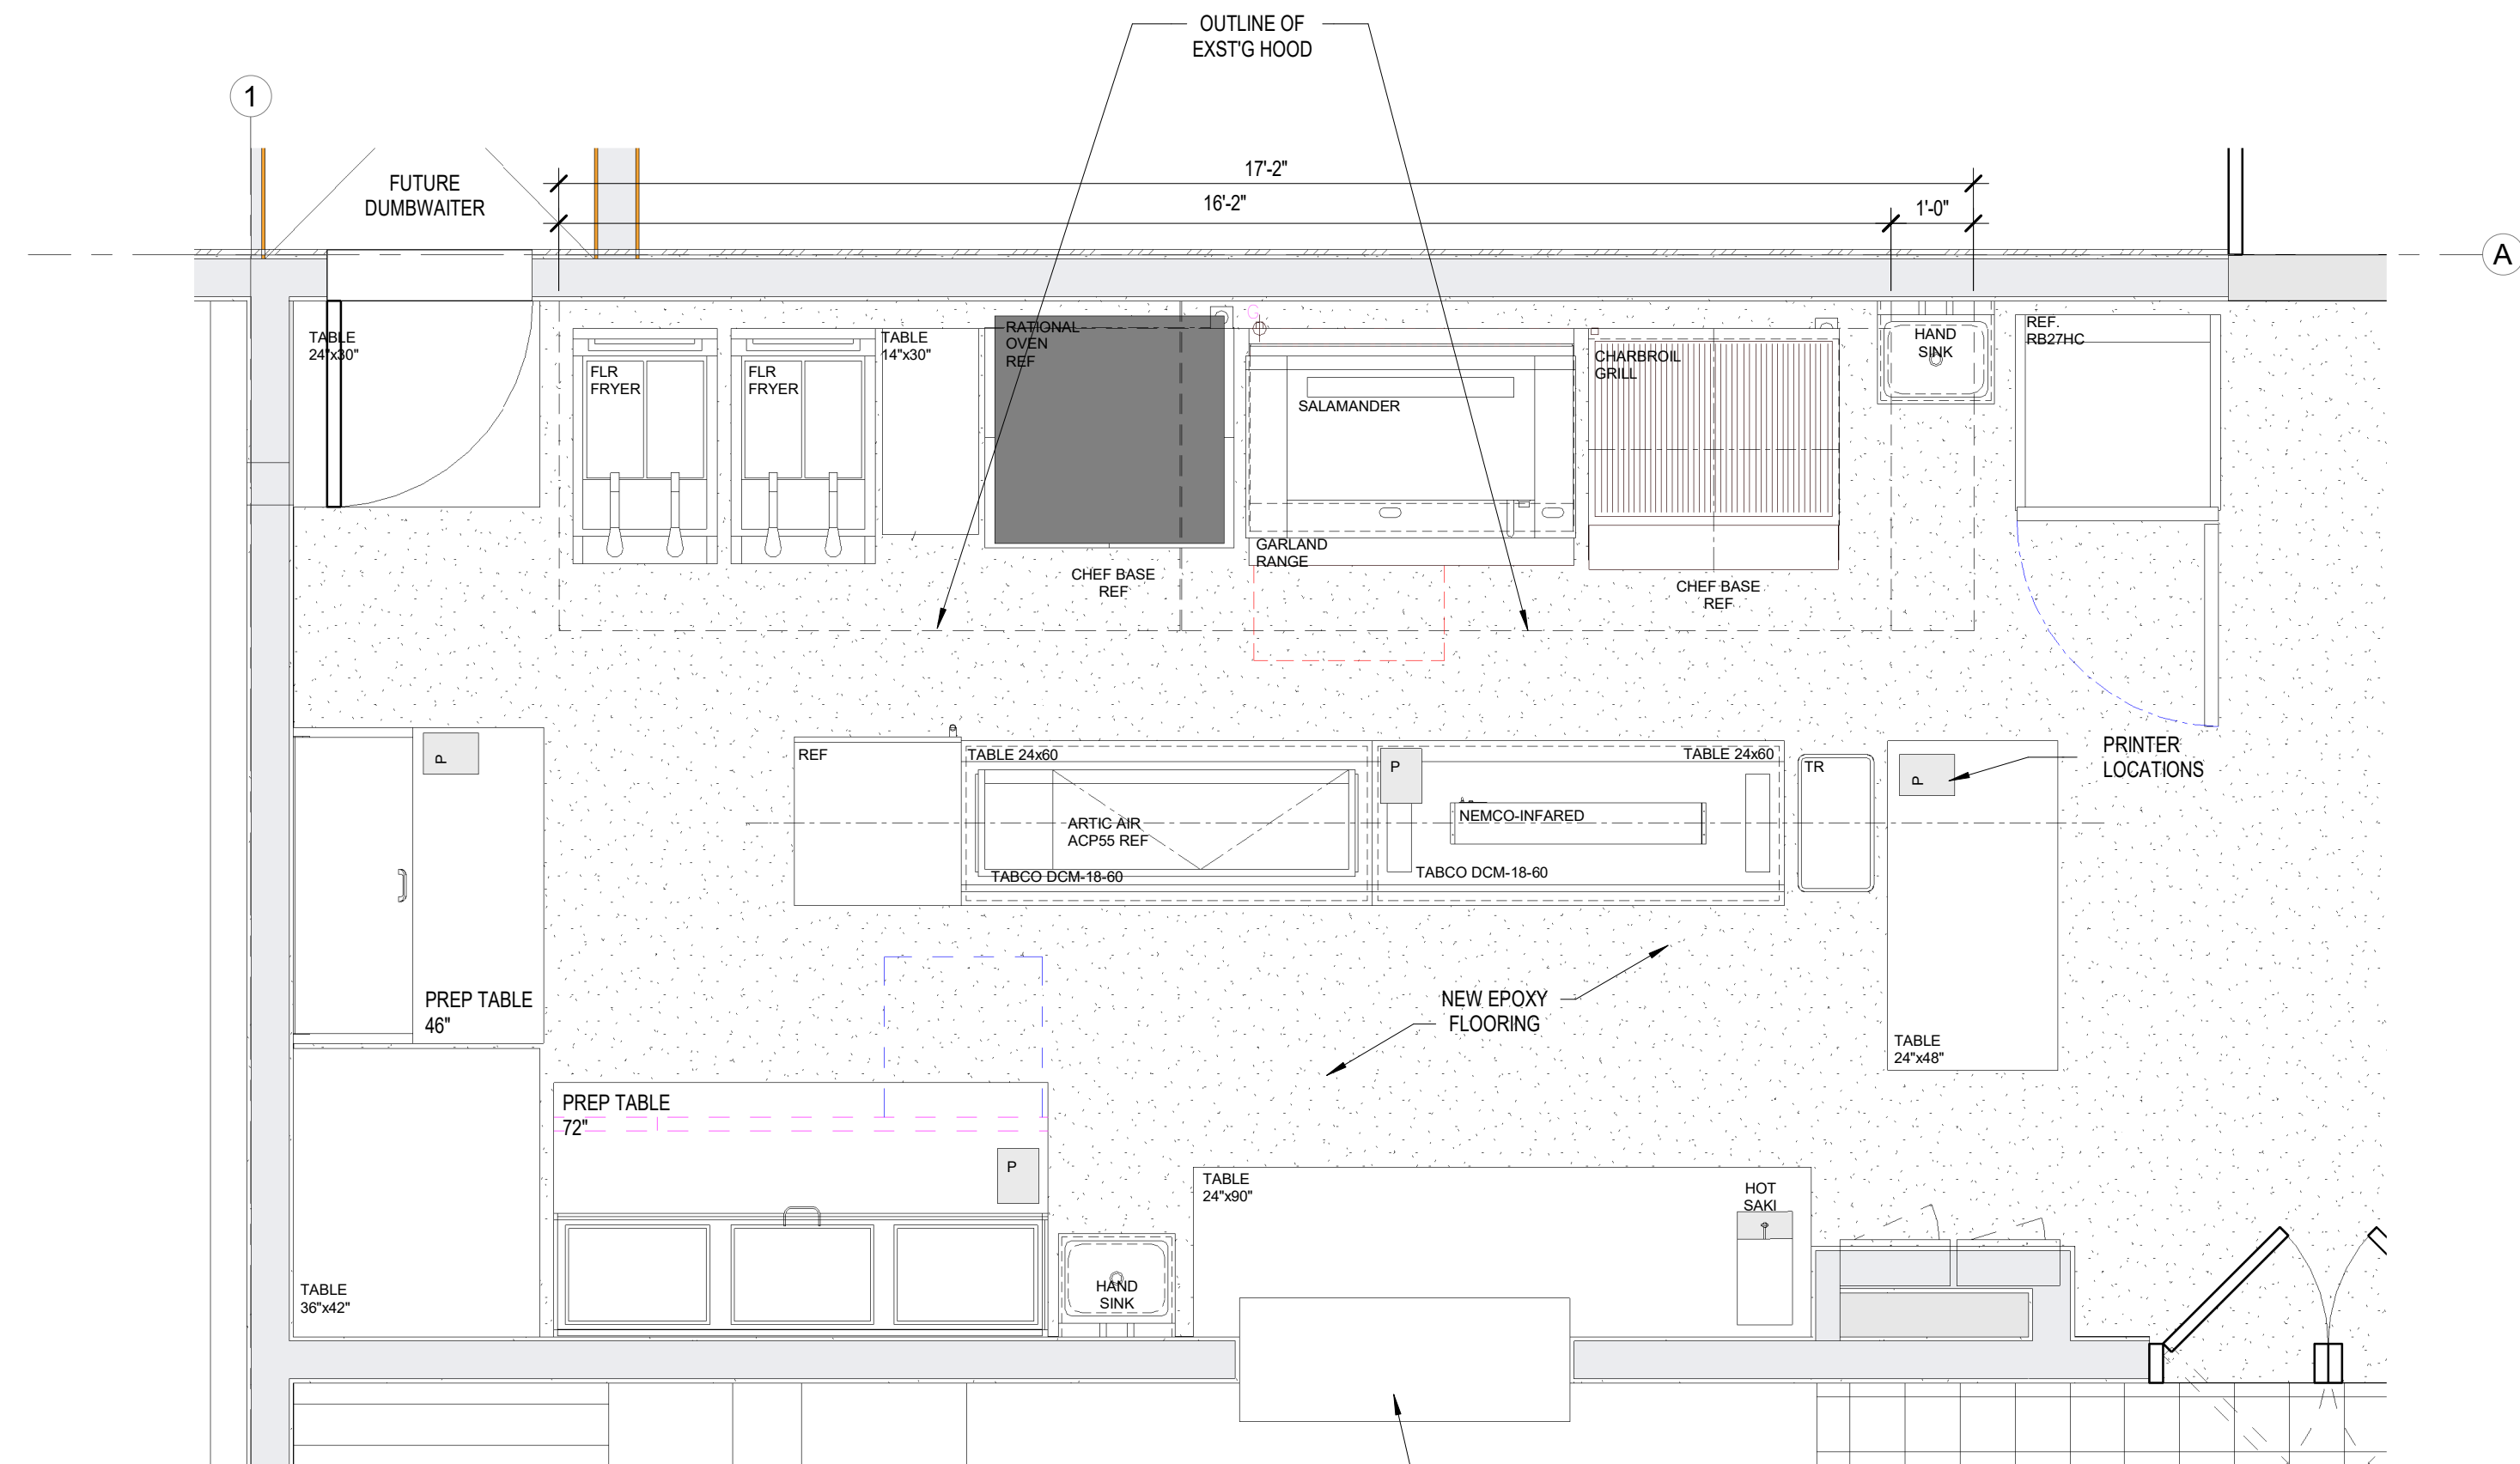 OUTLINE OF
EXST'G HOOD
1
17'-2"
FUTURE
DUMBWAITER
16'-2"
1'-0"
A
TABLE
24"x30"
FLR
FRYER
FLR
FRYER
TABLE
14"x30"
RATIONAL
OVEN
REF
G
SALAMANDER
CHARBROIL
GRILL
HAND
SINK
REF.
RB27HC
GARLAND
RANGE
CHEF BASE
REF
CHEF BASE
REF
P
REF
TABLE 24x60
P
TABLE 24x60
TR
P
PRINTER
LOCATIONS
ARTIC AIR
ACP55 REF
NEMCO-INFARED
TABCO DCM-18-60
TABCO DCM-18-60
PREP TABLE
46"
NEW EPOXY
FLOORING
TABLE
24"x48"
PREP TABLE
72"
P
TABLE
24"x90"
HOT
SAKI
TABLE
36"x42"
HAND
SINK